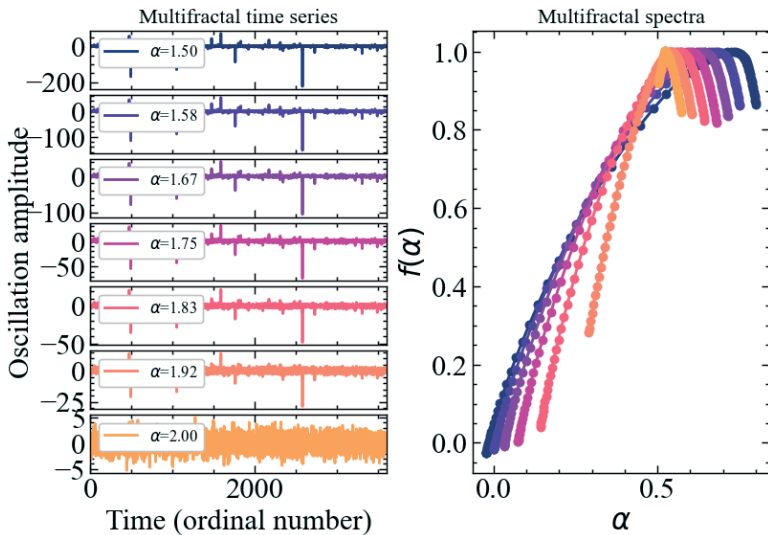 Multifractal time series
Multifractal spectra
0
−200
α=1.50
0
−100
α=1.58
0
−100
α=1.67
0
−50
α=1.75
0
−50
α=1.83
0
−25
α=1.92
5
0
−5
α=2.00
0
2000
Time (ordinal number)
Oscillation amplitude
1.0
0.8
0.6
0.4
0.2
0.0
f(α)
0.0
0.5
α